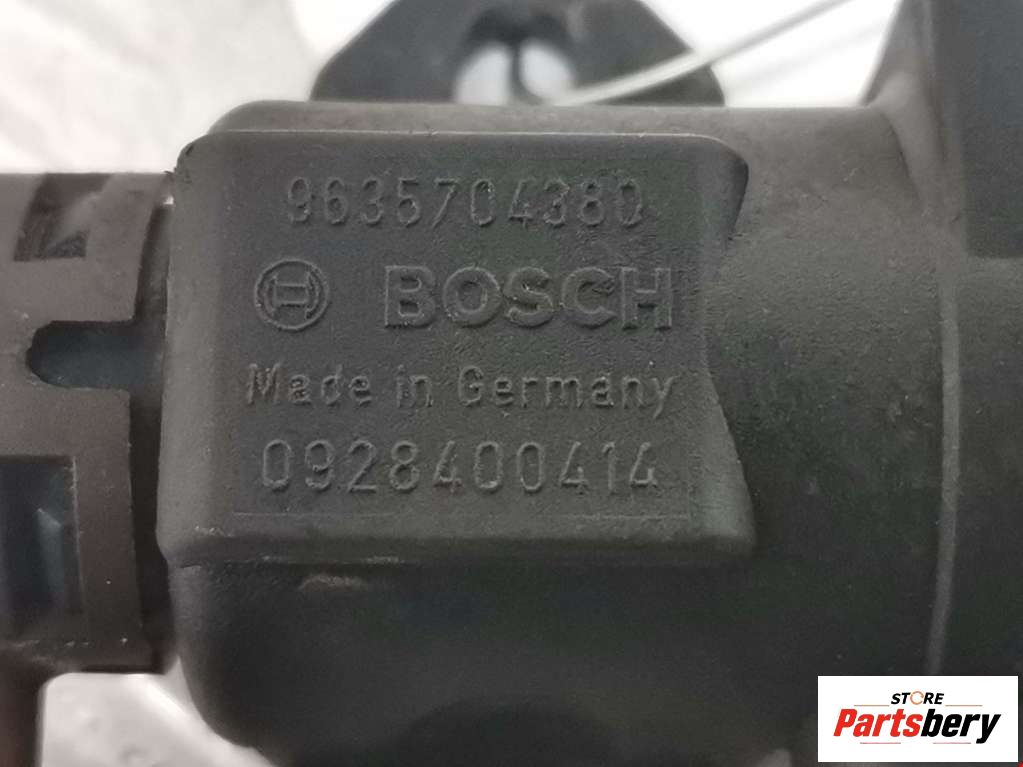 9635704380
BOSCH
Made in Germany
0928400414
STORE
Partsbery